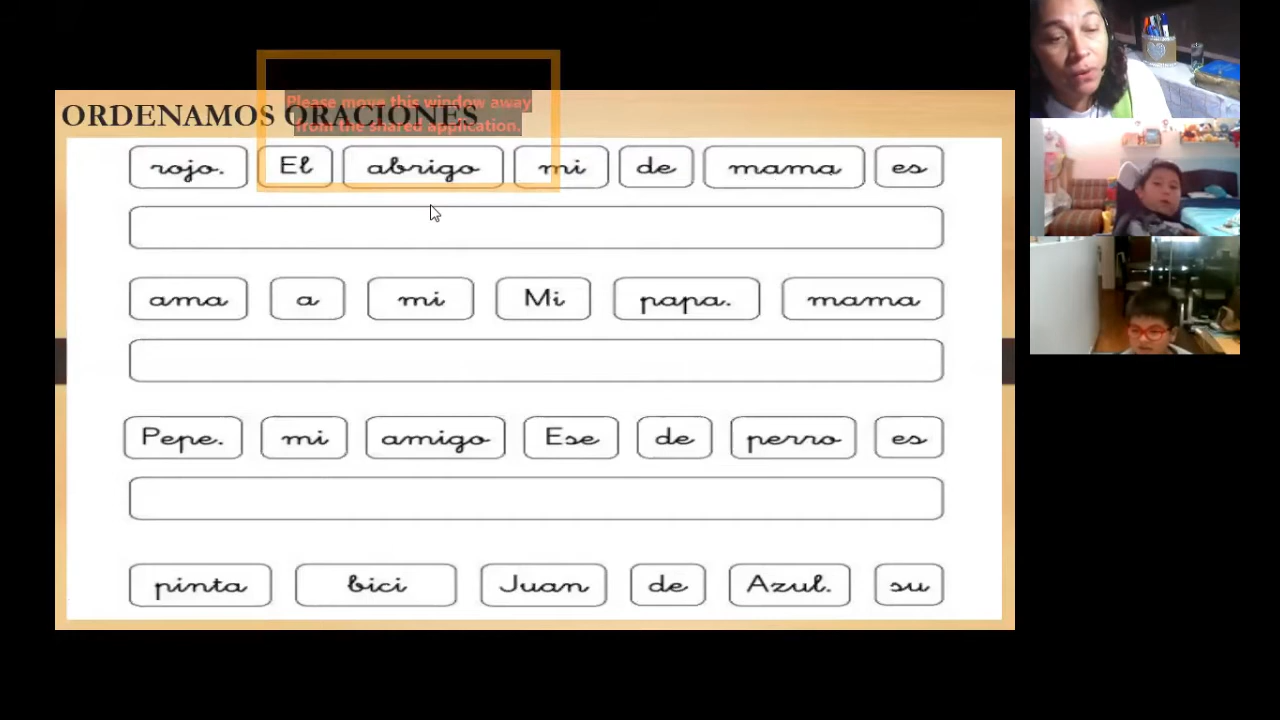 Please move this window away
from the shared application.
ORDENAMOS ORACIONES
rojo. El abrigo mi de mama es
ama a mi Mi papa. mama
Pepe. mi amigo Ese de perro es
pinta bici Juan de Azul. su